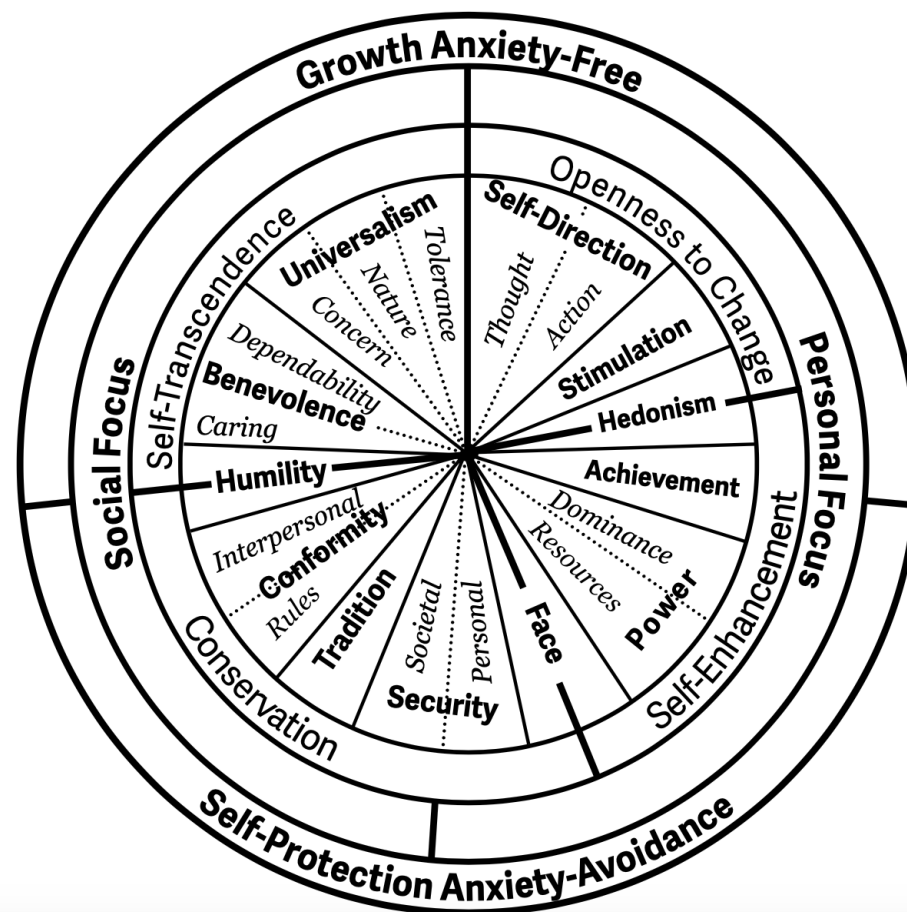 Growth Anxiety-Free
Social Focus
Personal Focus
Self-Protection Anxiety-Avoidance
Self-Transcendence
Openness to Change
Self-Enhancement
Conservation
Universalism
Concern
Nature
Tolerance
Self-Direction
Thought
Action
Stimulation
Hedonism
Achievement
Dominance
Resources
Power
Face
Security
Personal
Societal
Tradition
Conformity
Rules
Interpersonal
Humility
Benevolence
Caring
Dependability